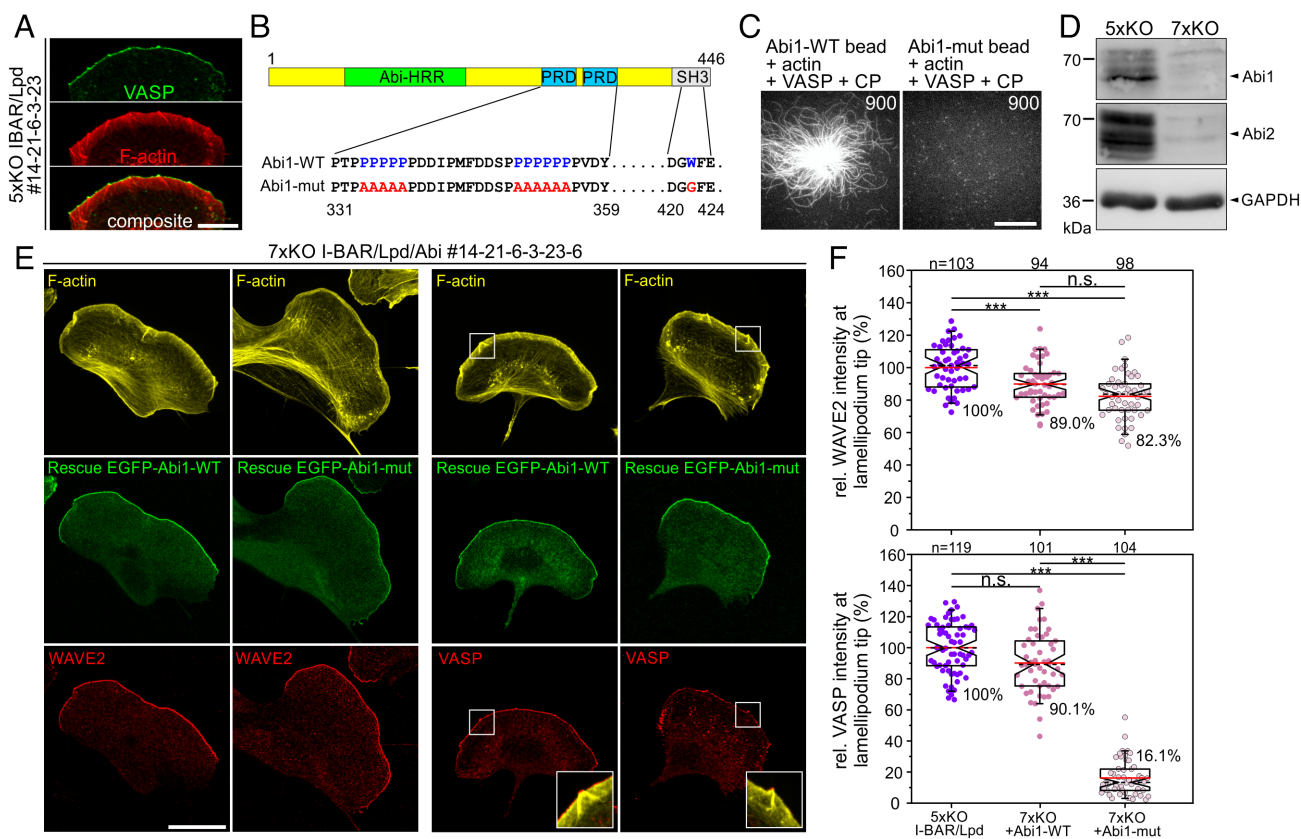 A
5xKO IBAR/Lpd
#14-21-6-3-23
VASP
F-actin
composite
B
1
446
Abi-HRR
PRD
PRD
SH3
Abi1-WT
PTPPPPPPPDDIPMFDDSPPPPPPPVDY......DGWFE.
Abi1-mut
PTPAAAAAPDDIPMFDDSPAAAAAAPVDY......DGGFE.
331
359
420
424
C
Abi1-WT bead
+ actin
+ VASP + CP
900
Abi1-mut bead
+ actin
+ VASP + CP
900
D
5xKO
7xKO
70
Abi1
70
Abi2
36
GAPDH
kDa
E
7xKO I-BAR/Lpd/Abi #14-21-6-3-23-6
F-actin
F-actin
F-actin
F-actin
Rescue EGFP-Abi1-WT
Rescue EGFP-Abi1-mut
Rescue EGFP-Abi1-WT
Rescue EGFP-Abi1-mut
WAVE2
WAVE2
VASP
VASP
F
rel. WAVE2 intensity at
lamellipodium tip (%)
160
140
120
100
80
60
40
20
0
n=103
94
98
n.s.
***
***
100%
89.0%
82.3%
rel. VASP intensity at
lamellipodium tip (%)
160
140
120
100
80
60
40
20
0
n=119
101
104
***
***
n.s.
100%
90.1%
16.1%
5xKO
I-BAR/Lpd
7xKO
+Abi1-WT
7xKO
+Abi1-mut